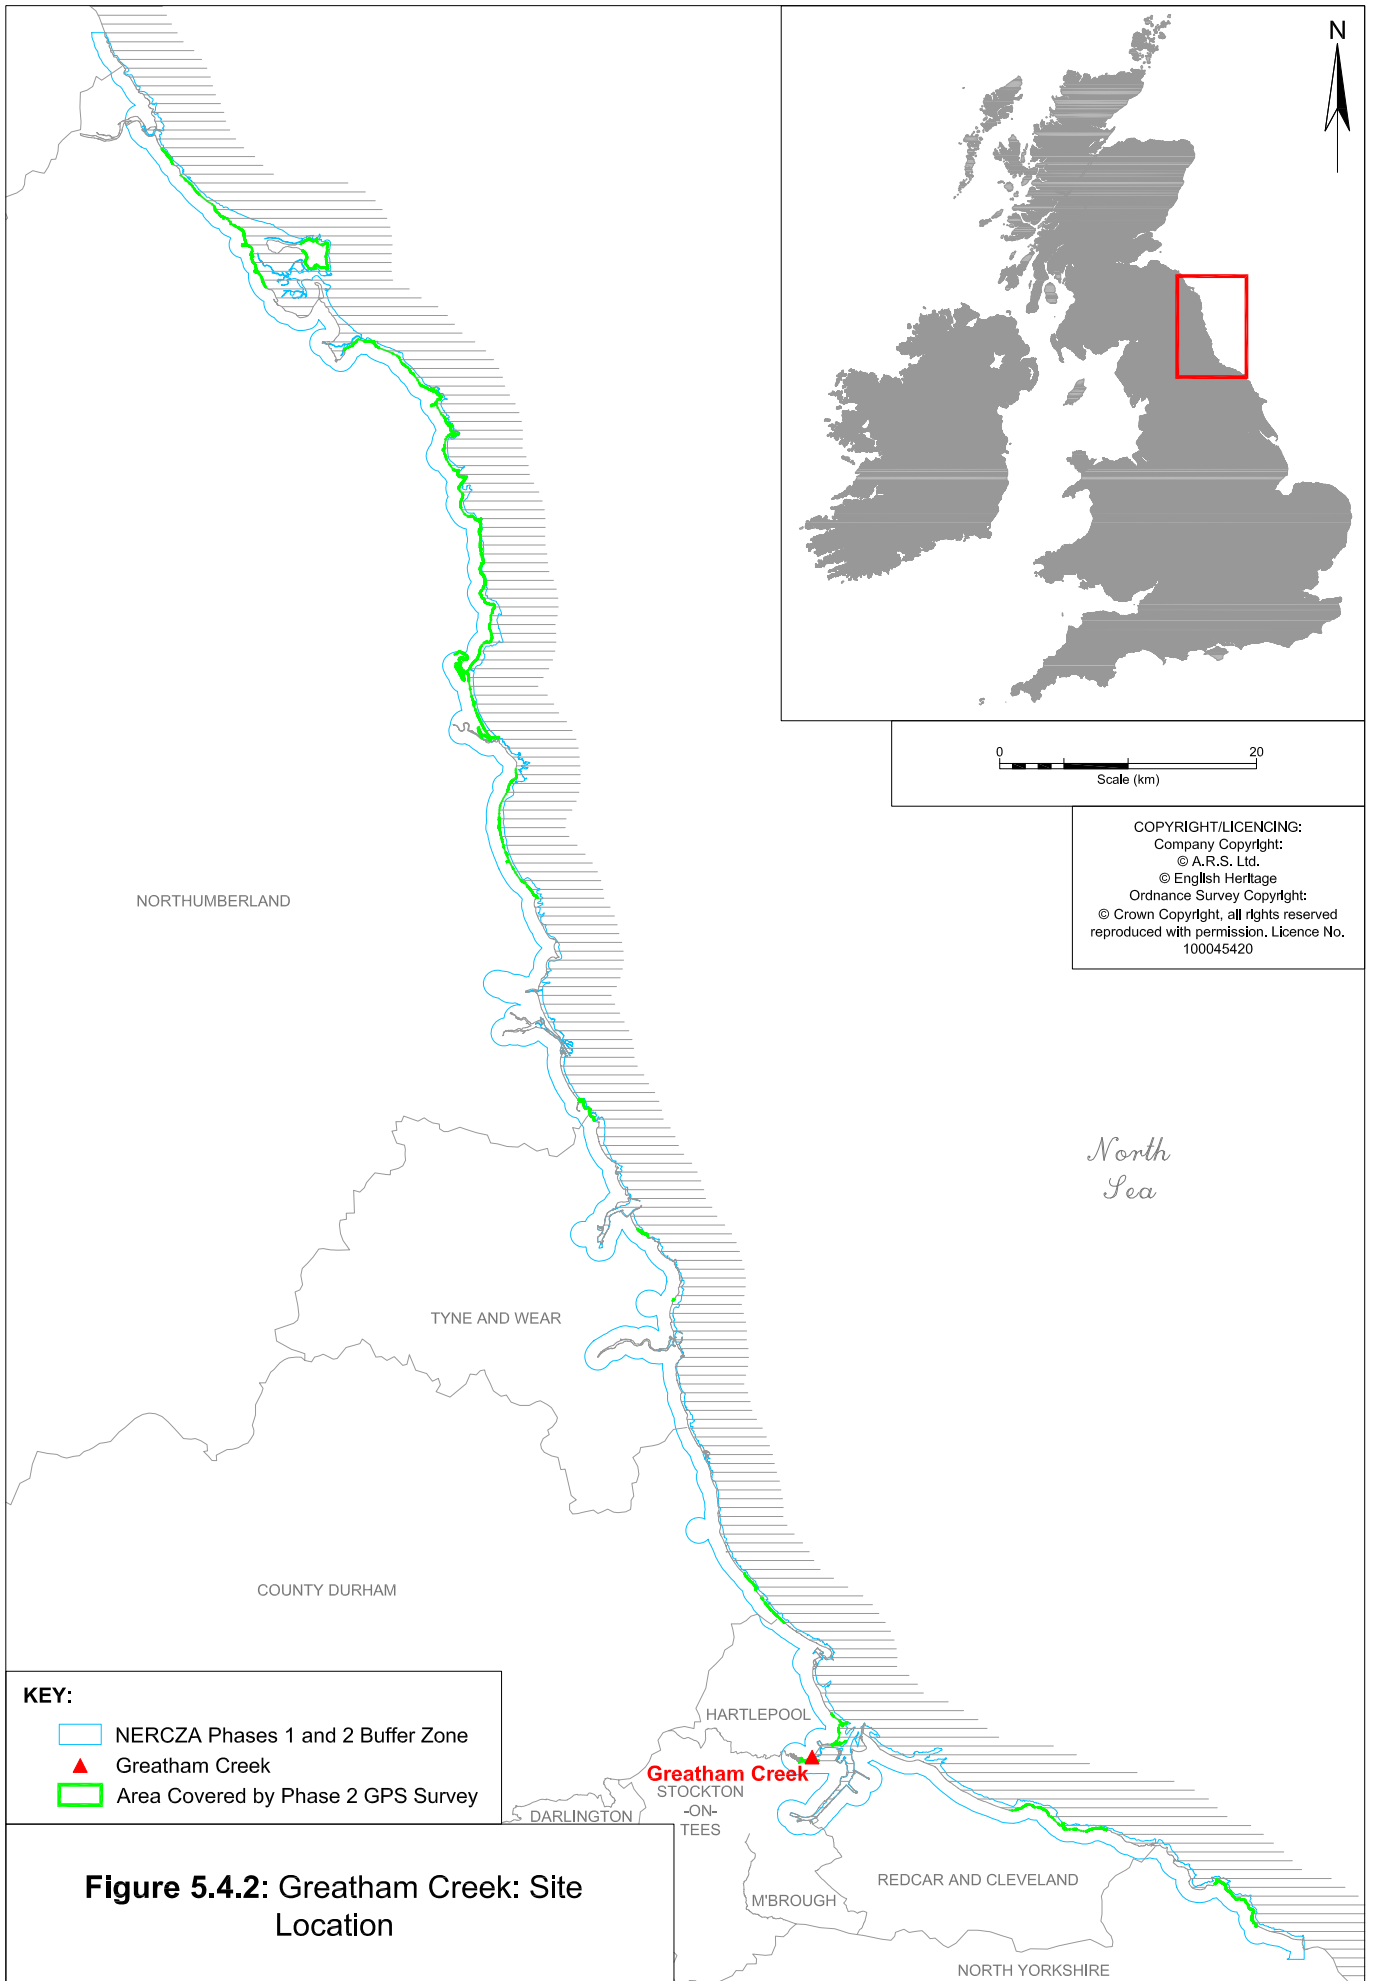 N
0 20
Scale (km)
COPYRIGHT/LICENCING:
Company Copyright:
© A.R.S. Ltd.
© English Heritage
Ordnance Survey Copyright:
© Crown Copyright, all rights reserved
reproduced with permission. Licence No.
100045420
NORTHUMBERLAND
North
Sea
TYNE AND WEAR
COUNTY DURHAM
HARTLEPOOL
Greatham Creek
STOCKTON
-ON-
TEES
DARLINGTON
M'BROUGH
REDCAR AND CLEVELAND
NORTH YORKSHIRE
KEY:
NERCZA Phases 1 and 2 Buffer Zone
Greatham Creek
Area Covered by Phase 2 GPS Survey
Figure 5.4.2: Greatham Creek: Site
Location